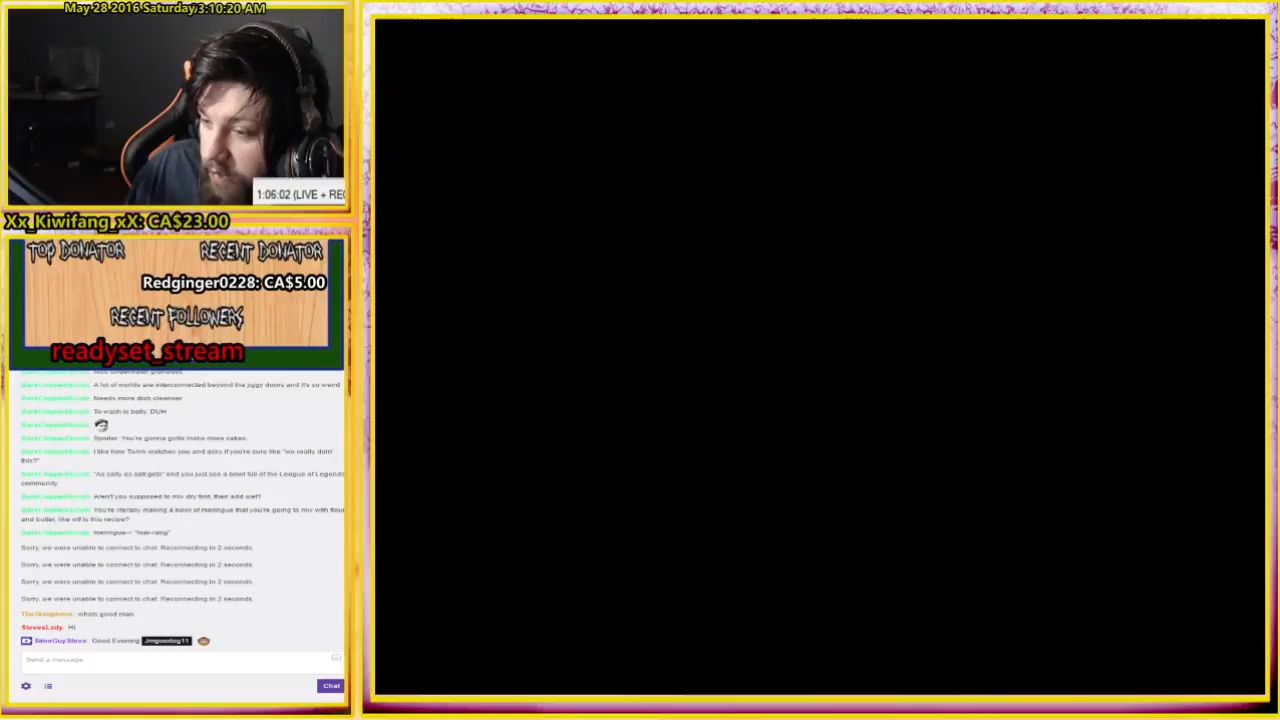 May 28 2016 Saturday 3:10:20 AM
1:06:02 (LIVE + REC
Xx_Kiwifang_xX: CA$23.00
TOP DONATOR
RECENT DONATOR
Redginger0228: CA$5.00
RECENT FOLLOWERS
readyset_stream
A lot of worlds are interconnected beyond the jiggy doors and it's so weird
Needs more dish cleanser
To wash is belly, DUH
Spoiler: You're gonna gotta make more cakes.
I like how Twink watches you and asks if you're sure like "we really doin'
this?"
"As salty as salt gets" and you just see a bowl full of the League of Legends
community
Aren't you supposed to mix dry first, then add wet?
You're literally making a bowl of meringue that you're going to mix with flour
and butter, like wtf is this recipe?
meringue-- "mar-rang"
Sorry, we were unable to connect to chat. Reconnecting in 2 seconds.
Sorry, we were unable to connect to chat. Reconnecting in 2 seconds.
Sorry, we were unable to connect to chat. Reconnecting in 2 seconds.
Sorry, we were unable to connect to chat. Reconnecting in 2 seconds.
whats good man
StevesLady: Hi
SameGuySteve: Good Evening Jmgoodog11
Send a message
Chat